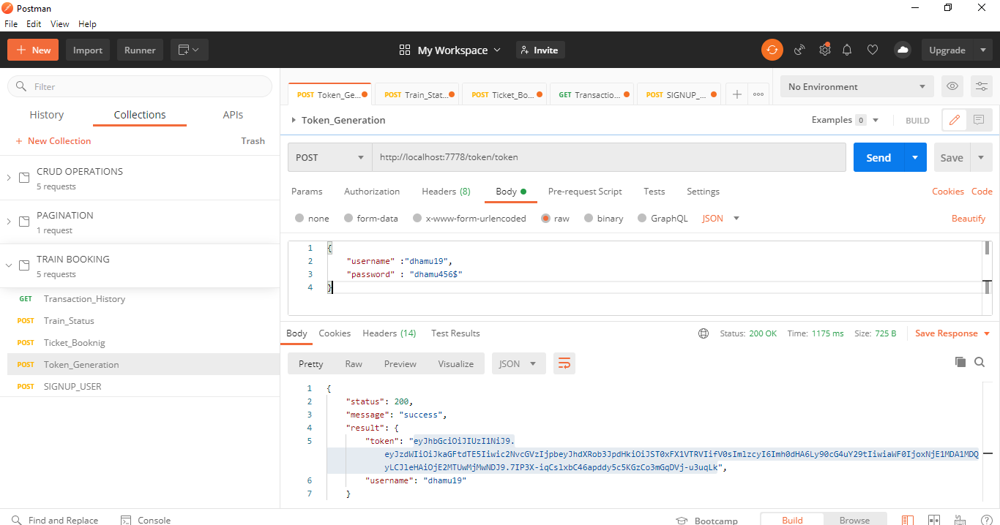 Postman
File Edit View Help
+ New Import Runner My Workspace Invite Upgrade
Filter
History Collections APIs
+ New Collection Trash
CRUD OPERATIONS
5 requests
PAGINATION
1 request
TRAIN BOOKING
5 requests
GET Transaction_History
POST Train_Status
POST Ticket_Booknig
POST Token_Generation
POST SIGNUP_USER
POST Token_Ge... POST Train_Stat... POST Ticket_Bo... GET Transactio... POST SIGNUP_... No Environment
Token_Generation Examples 0 BUILD
POST http://localhost:7778/token/token Send Save
Params Authorization Headers (8) Body Pre-request Script Tests Settings Cookies Code
none form-data x-www-form-urlencoded raw binary GraphQL JSON Beautify
1 {
2 "username" :"dhamu19",
3 "password" : "dhamu456$"
4 }
Body Cookies Headers (14) Test Results Status: 200 OK Time: 1175 ms Size: 725 B Save Response
Pretty Raw Preview Visualize JSON
1 {
2 "status": 200,
3 "message": "success",
4 "result": {
5 "token": "eyJhbGciOiJIUzI1NiJ9.
eyJzdWIiOiJkaGFtdTE5Iiwic2NvcGVzIjpbeyJhdXRob3JpdHkiOiJST0xFX1VTRVIifV0sImlzcyI6Imh0dHA6Ly90cG4uY29tIiwiaWF0IjoxNjE1MDA1MDQ
yLCJleHAiOjE2MTUwMjMwNDJ9.7IP3X-iqCslxbC46apddy5c5KGzCo3mGqDVj-u3uqLk",
6 "username": "dhamu19"
7 }
Find and Replace Console Bootcamp Build Browse